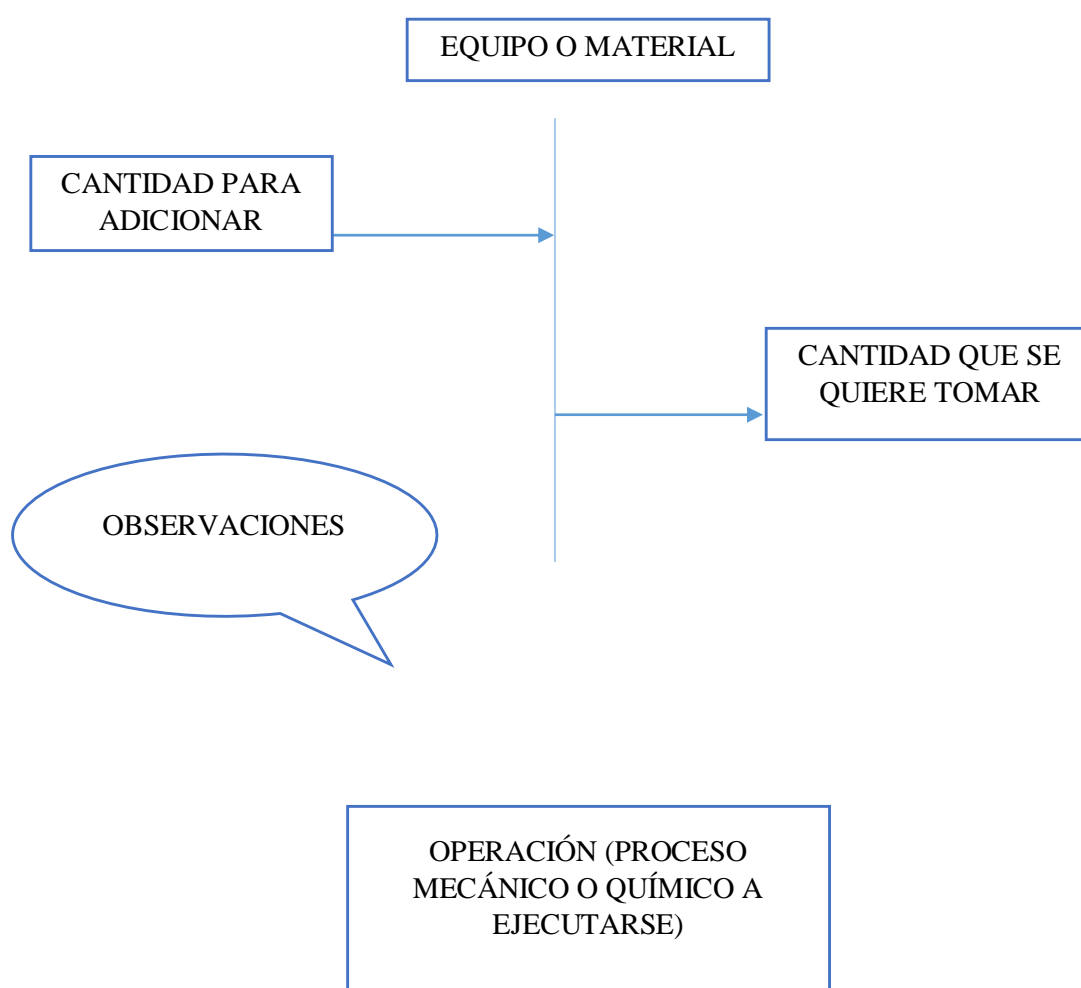 EQUIPO O MATERIAL
CANTIDAD PARA
ADICIONAR
CANTIDAD QUE SE
QUIERE TOMAR
OBSERVACIONES
OPERACIÓN (PROCESO
MECÁNICO O QUÍMICO A
EJECUTARSE)